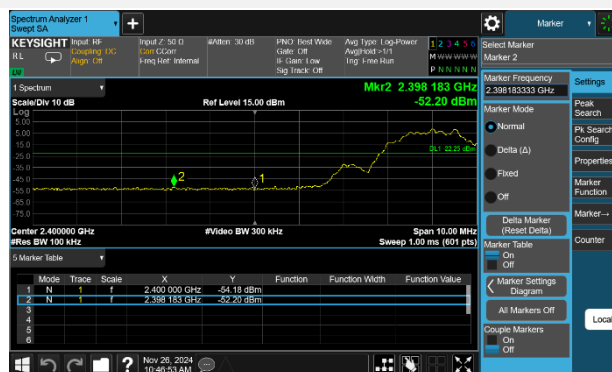 Spectrum Analyzer 1
Swept SA
KEYSIGHT Input: RF
RL Coupling: DC
Align: Off
Input Z: 50 Ω
Corr CCorr
Freq Ref: Internal
#Atten: 30 dB
PNO: Best Wide
Gate: Off
IF Gain: Low
Sig Track: Off
Avg Type: Log-Power
Avg|Hold:>1/1
Trig: Free Run
1 2 3 4 5 6
M W W W W W
P N N N N N
LW
1 Spectrum
Scale/Div 10 dB
Ref Level 15.00 dBm
Mkr2 2.398 183 GHz
-52.20 dBm
Log
5.00
-5.00
-15.0
-25.0
-35.0
-45.0
-55.0
-65.0
-75.0
2
1
Center 2.400000 GHz
#Res BW 100 kHz
#Video BW 300 kHz
Span 10.00 MHz
Sweep 1.00 ms (601 pts)
5 Marker Table
Mode Trace Scale X Y Function Function Width Function Value
1 N 1 f 2.400 000 GHz -54.18 dBm
2 N 1 f 2.398 183 GHz -52.20 dBm
3
4
5
6
Nov 26, 2024
10:46:53 AM
?
Marker
Select Marker
Marker 2
Marker Frequency
2.398183333 GHz
Marker Mode
Normal
Delta (Δ)
Fixed
Off
Delta Marker
(Reset Delta)
Marker Table
On
Off
Marker Settings
Diagram
All Markers Off
Couple Markers
On
Off
Settings
Peak
Search
Pk Search
Config
Properties
Marker
Function
Marker→
Counter
Local